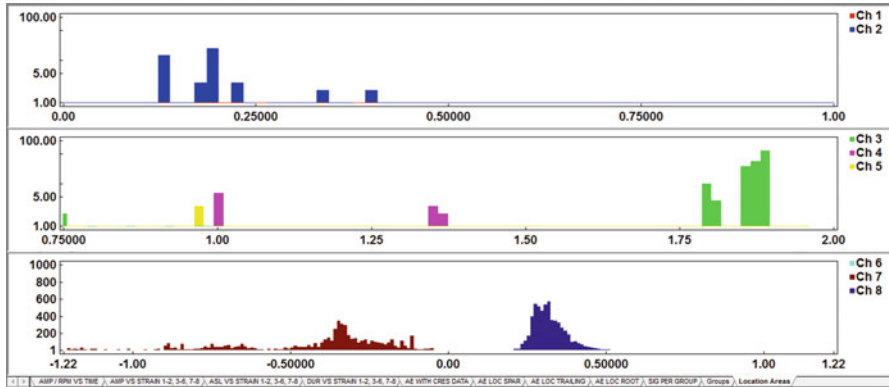 100.00
5.00
1.00
0.00 0.25000 0.50000 0.75000 1.00
Ch 1
Ch 2
100.00
5.00
1.00
0.75000 1.00 1.25 1.50 1.75 2.00
Ch 3
Ch 4
Ch 5
1000
800
600
400
200
1
-1.22 -1.00 -0.50000 0.00 0.50000 1.00 1.22
Ch 6
Ch 7
Ch 8
AMP / RPM VS TIME AMP VS STRAIN 1-2, 3-6, 7-8 ASL VS STRAIN 1-2, 3-6, 7-8 DUR VS STRAIN 1-2, 3-6, 7-8 AE WITH CRES DATA AE LOC SPAR AE LOC TRAILING AE LOC ROOT SIG PER GROUP Groups Location Areas